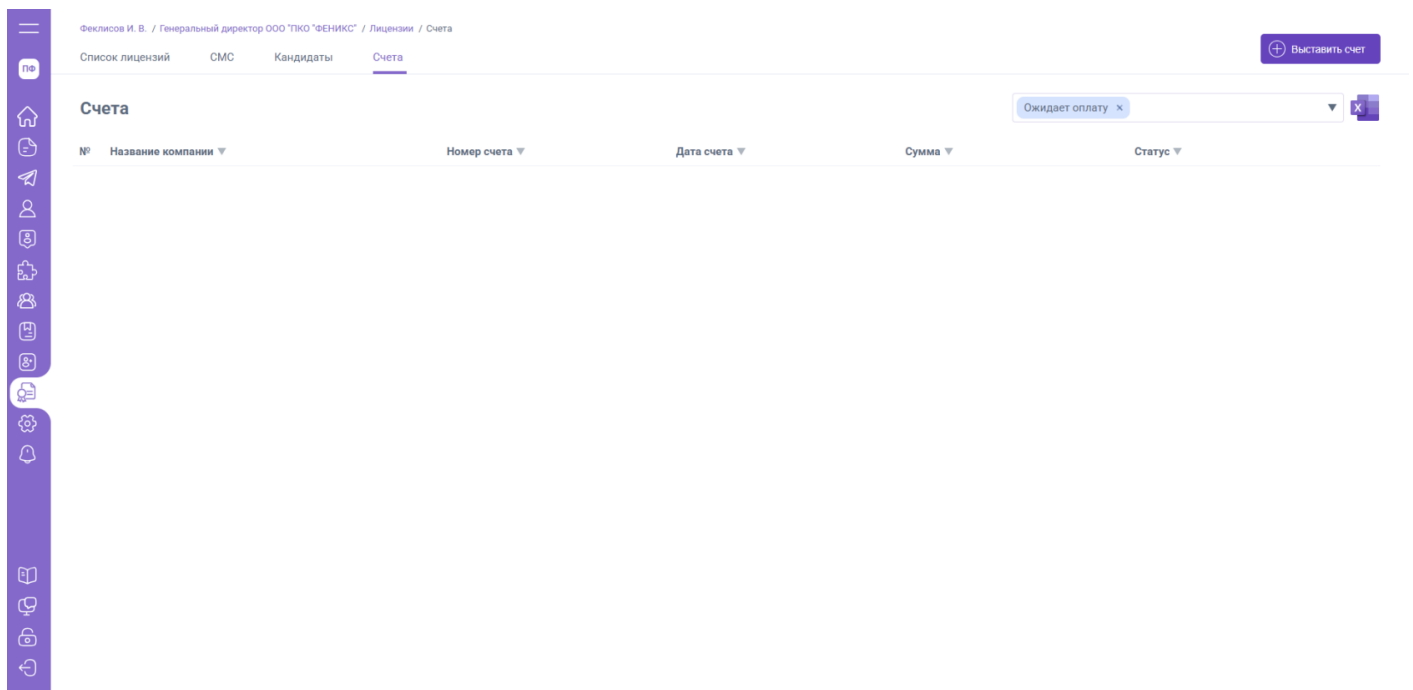 Феклисов И. В. / Генеральный директор ООО "ПКО "ФЕНИКС" / Лицензии / Счета
Список лицензий СМС Кандидаты Счета
Выставить счет
ПФ
Счета
Ожидает оплату ×
X
№ Название компании Номер счета Дата счета Сумма Статус